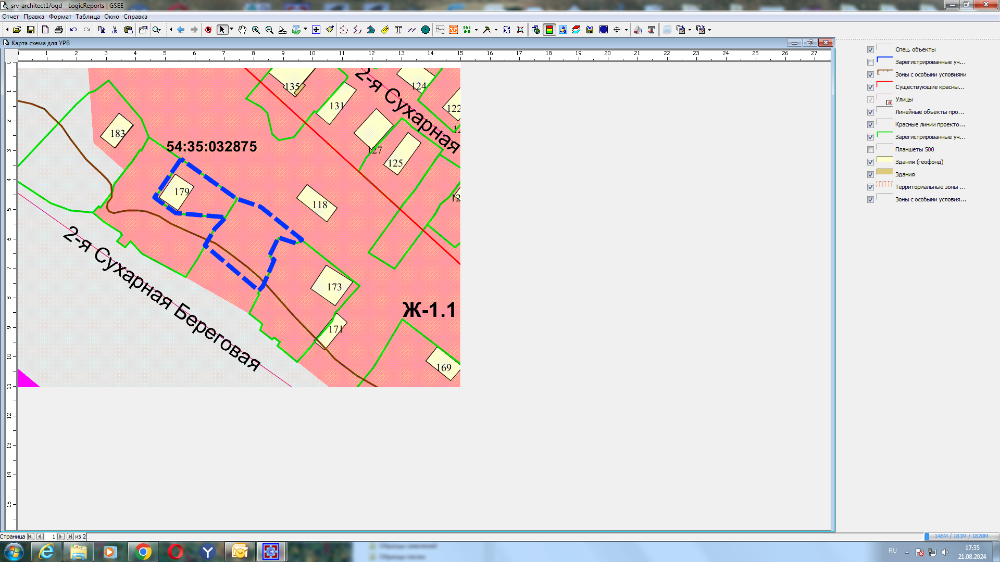 srv-architect1/ogd - LogicReports | GSEE
Отчет Правка Формат Таблица Окно Справка
Карта схема для УРВ
0 1 2 3 4 5 6 7 8 9 10 11 12 13 14 15 16 17 18 19 20 21 22 23 24 25 26 27
0 1 2 3 4 5 6 7 8 9 10 11 12 13 14 15
2-я Сухарная
135
124
131
122
183
127
125
54:35:032875
179
118
2-я Сухарная Береговая
173
Ж-1.1
171
169
Спец. объекты
Зарегистрированные уч...
Зоны с особыми условиями
Существующие красны...
a
Улицы
Линейные объекты про...
Красные линии проекто...
Зарегистрированные уч...
Планшеты 500
Здания (геофонд)
Здания
Территориальные зоны ...
Зоны с особыми условия...
Страница 1 из 2
146M / 181M / 1820M
RU
17:35
21.08.2024